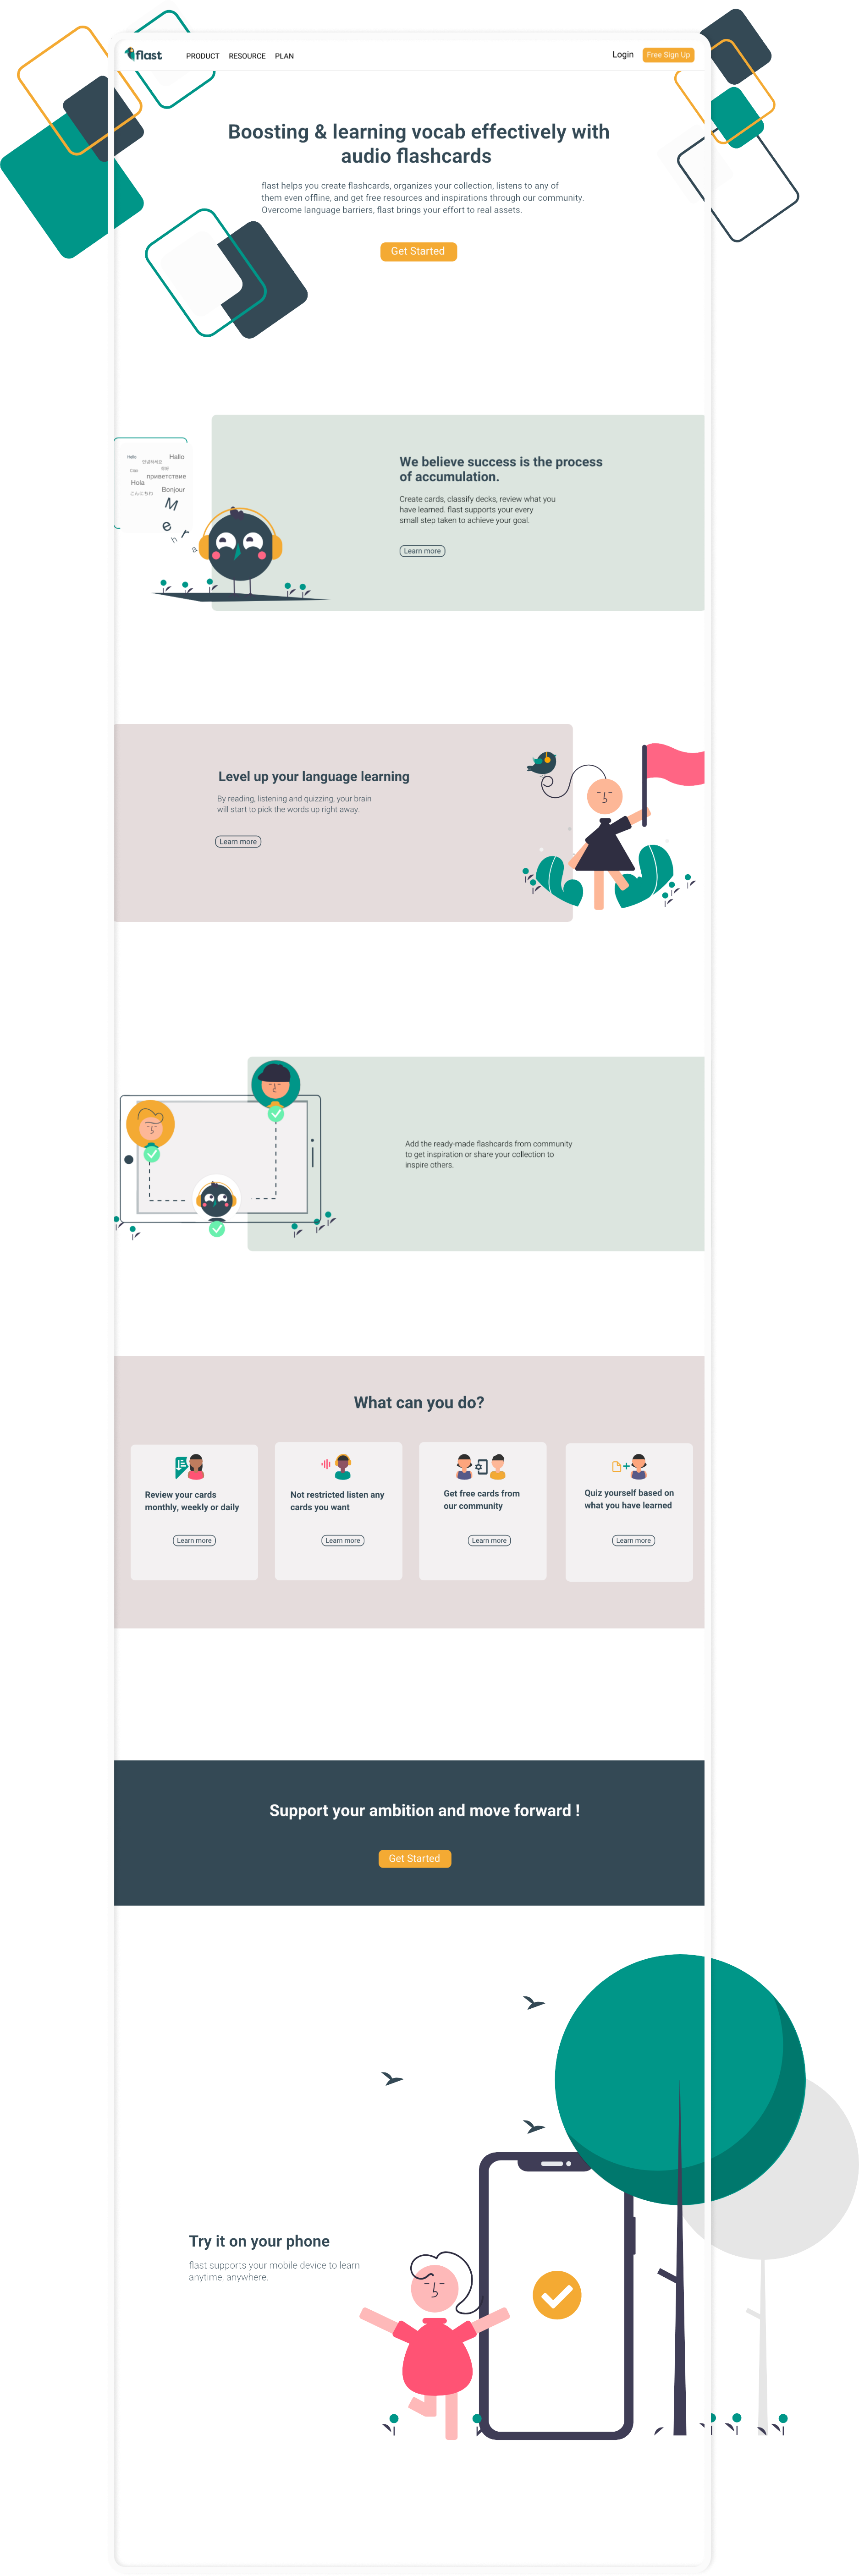 flast
PRODUCT RESOURCE PLAN
Login
Free Sign Up
Boosting & learning vocab effectively with
audio flashcards
flast helps you create flashcards, organizes your collection, listens to any of
them even offline, and get free resources and inspirations through our community.
Overcome language barriers, flast brings your effort to real assets.
Get Started
Hello
Hallo
안녕하세요
Ciao
приветствие
Hola
Bonjour
こんにちわ
M
e
r
h
a
We believe success is the process
of accumulation.
Create cards, classify decks, review what you
have learned. flast supports your every
small step taken to achieve your goal.
Learn more
Level up your language learning
By reading, listening and quizzing, your brain
will start to pick the words up right away.
Learn more
Add the ready-made flashcards from community
to get inspiration or share your collection to
inspire others.
What can you do?
Review your cards
monthly, weekly or daily
Learn more
Not restricted listen any
cards you want
Learn more
Get free cards from
our community
Learn more
Quiz yourself based on
what you have learned
Learn more
Support your ambition and move forward !
Get Started
Try it on your phone
flast supports your mobile device to learn
anytime, anywhere.